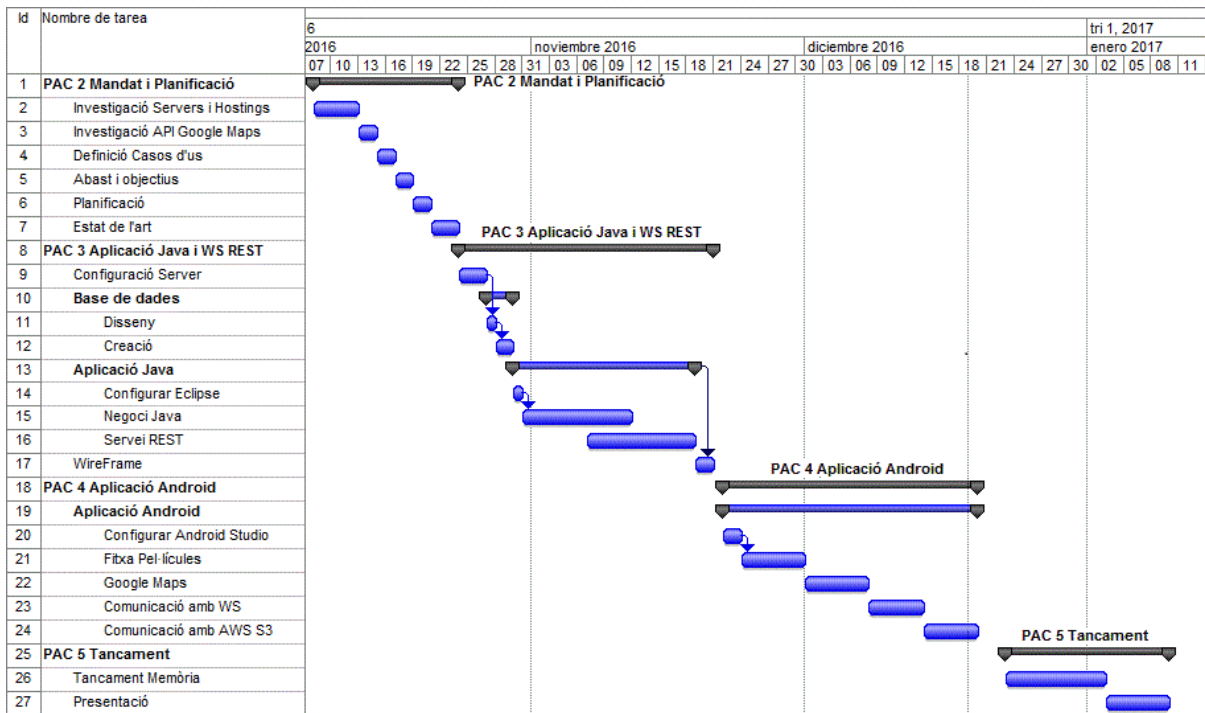 Id Nombre de tarea
6 tri 1, 2017
2016 noviembre 2016 diciembre 2016 enero 2017
07 10 13 16 19 22 25 28 31 03 06 09 12 15 18 21 24 27 30 03 06 09 12 15 18 21 24 27 30 02 05 08 11
1 PAC 2 Mandat i Planificació PAC 2 Mandat i Planificació
2 Investigació Servers i Hostings
3 Investigació API Google Maps
4 Definició Casos d'us
5 Abast i objectius
6 Planificació
7 Estat de l'art
PAC 3 Aplicació Java i WS REST
8 PAC 3 Aplicació Java i WS REST
9 Configuració Server
10 Base de dades
11 Disseny
12 Creació
13 Aplicació Java
14 Configurar Eclipse
15 Negoci Java
16 Servei REST
17 WireFrame
PAC 4 Aplicació Android
18 PAC 4 Aplicació Android
19 Aplicació Android
20 Configurar Android Studio
21 Fitxa Pel·lícules
22 Google Maps
23 Comunicació amb WS
24 Comunicació amb AWS S3
PAC 5 Tancament
25 PAC 5 Tancament
26 Tancament Memòria
27 Presentació